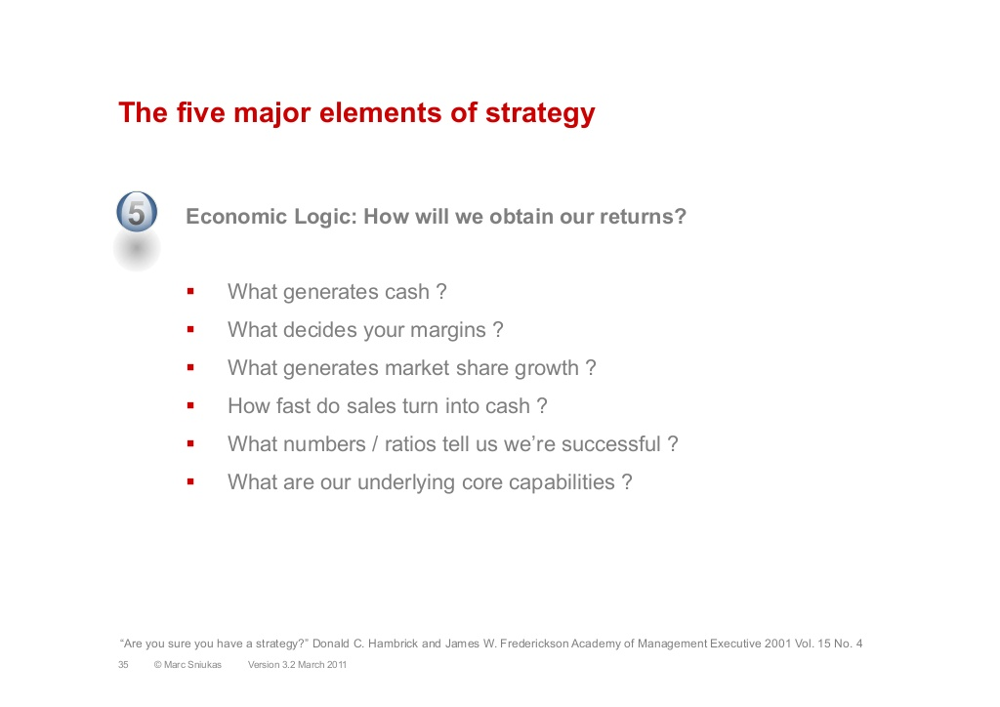 The five major elements of strategy
5
Economic Logic: How will we obtain our returns?
▪ What generates cash ?
▪ What decides your margins ?
▪ What generates market share growth ?
▪ How fast do sales turn into cash ?
▪ What numbers / ratios tell us we’re successful ?
▪ What are our underlying core capabilities ?
“Are you sure you have a strategy?” Donald C. Hambrick and James W. Frederickson Academy of Management Executive 2001 Vol. 15 No. 4
35 © Marc Sniukas Version 3.2 March 2011